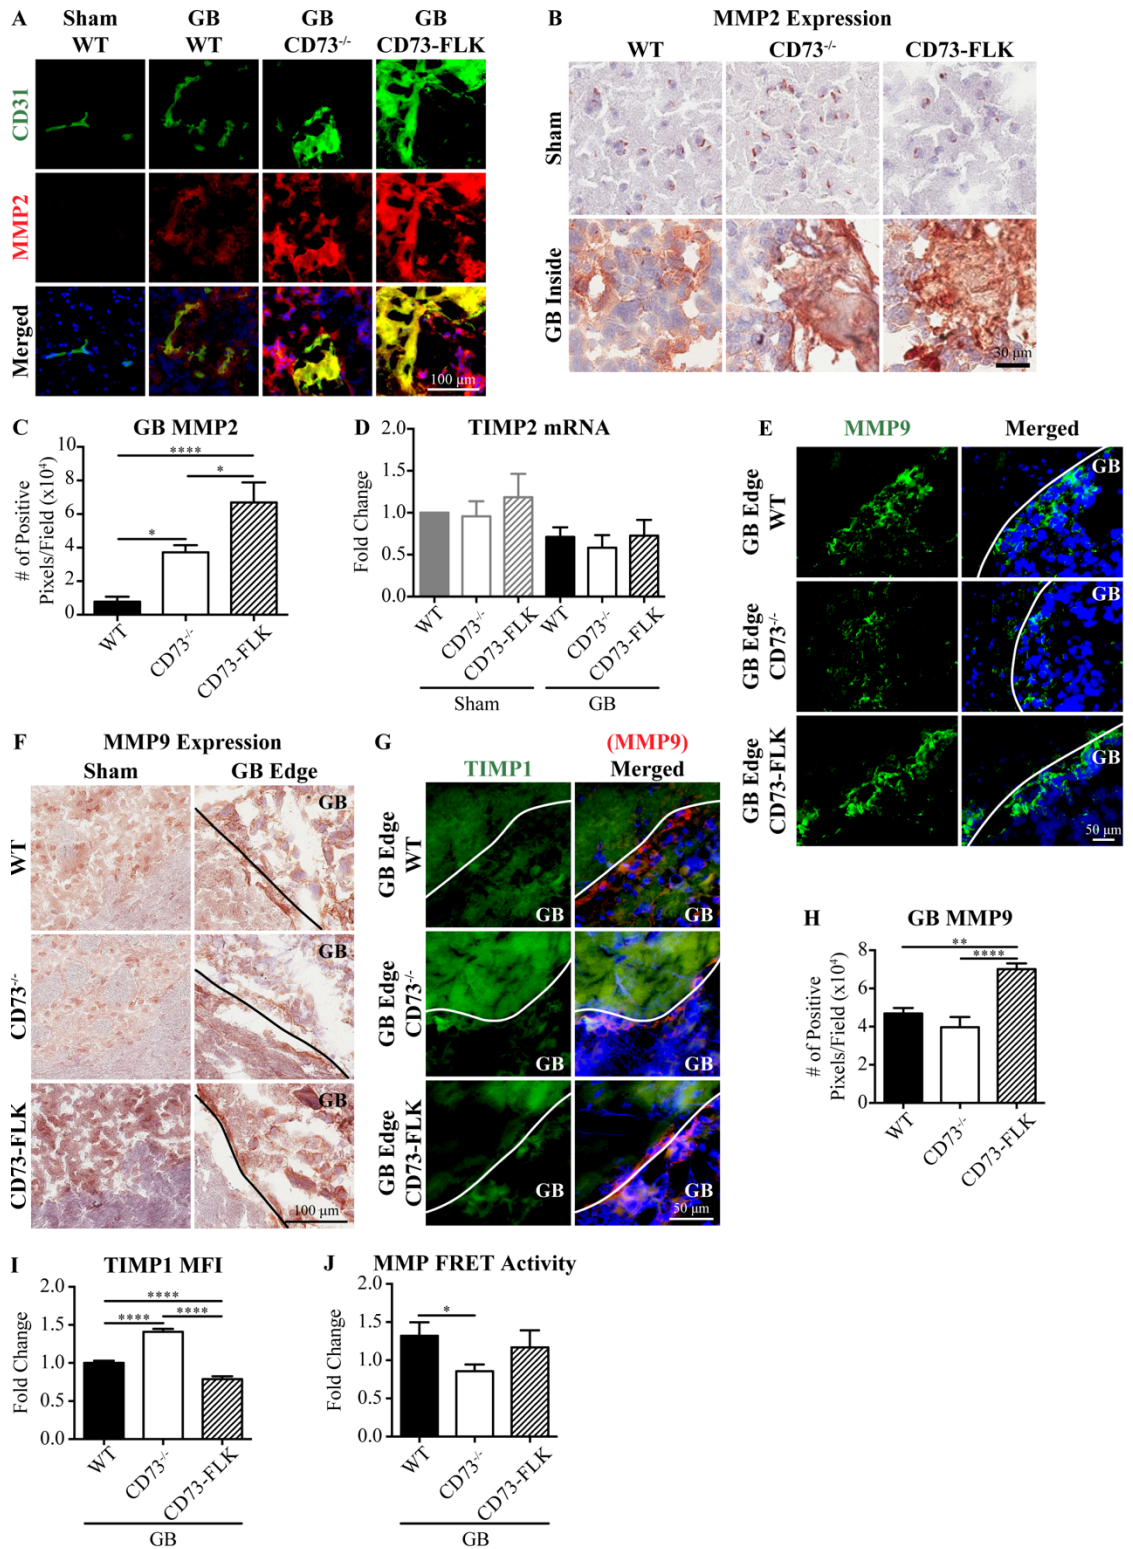 A
Sham WT
GB WT
GB CD73-/-
GB CD73-FLK
CD31
MMP2
Merged
100 μm
B
MMP2 Expression
WT
CD73-/-
CD73-FLK
Sham
GB Inside
30 μm
C
GB MMP2
# of Positive
Pixels/Field (x10⁴)
10
8
6
4
2
0
****
*
*
WT
CD73-/-
CD73-FLK
D
TIMP2 mRNA
Fold Change
2.0
1.5
1.0
0.5
0.0
WT
CD73-/-
CD73-FLK
WT
CD73-/-
CD73-FLK
Sham
GB
E
MMP9
Merged
GB Edge
WT
GB
GB Edge
CD73-/-
GB
GB Edge
CD73-FLK
GB
50 μm
F
MMP9 Expression
Sham
GB Edge
WT
GB
CD73-/-
GB
CD73-FLK
GB
100 μm
G
(MMP9)
TIMP1
Merged
GB Edge
WT
GB
GB
GB Edge
CD73-/-
GB
GB
GB Edge
CD73-FLK
GB
GB
50 μm
H
GB MMP9
# of Positive
Pixels/Field (x10⁴)
8
6
4
2
0
**
****
WT
CD73-/-
CD73-FLK
I
TIMP1 MFI
Fold Change
2.0
1.5
1.0
0.5
0.0
****
****
****
WT
CD73-/-
CD73-FLK
GB
J
MMP FRET Activity
Fold Change
2.0
1.5
1.0
0.5
0.0
*
WT
CD73-/-
CD73-FLK
GB